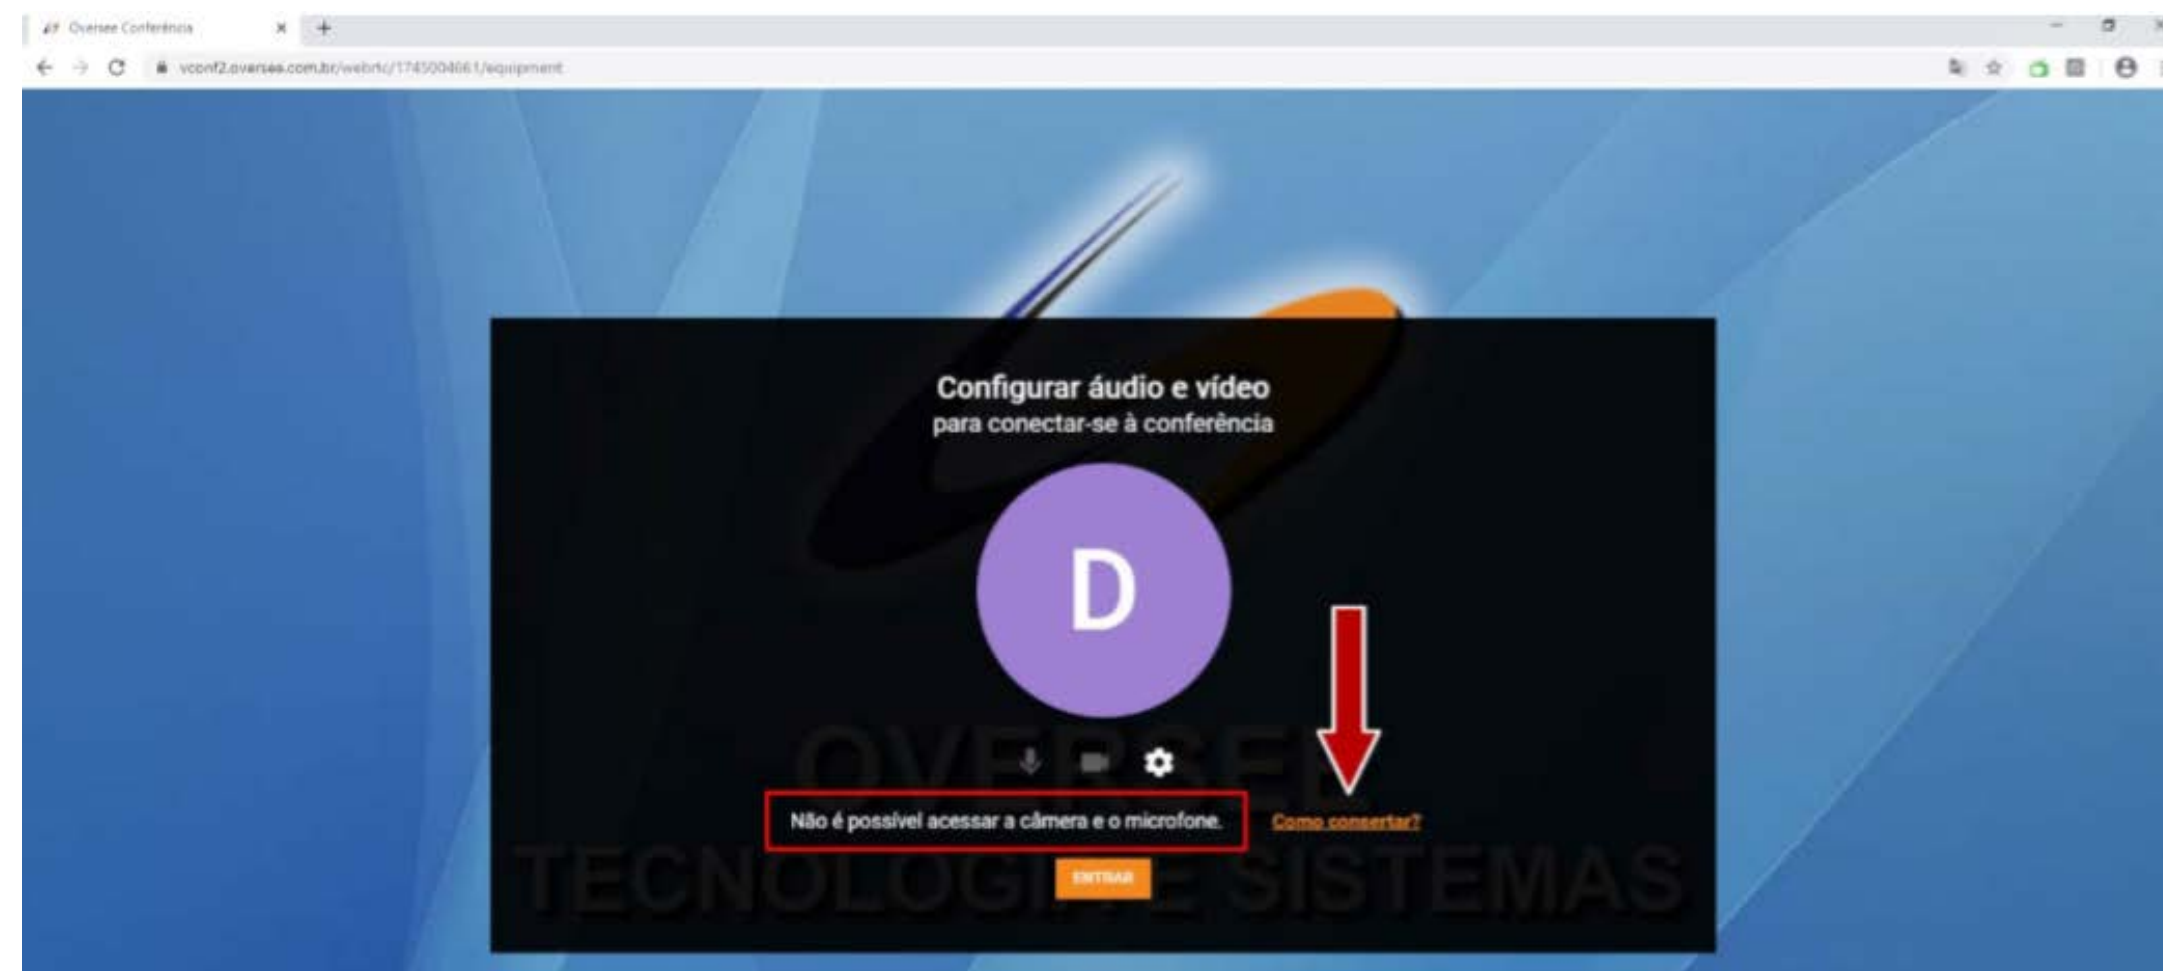 Oversee Conferência
vconf2.oversee.com.br/webrtc/1745004661/equipment
Configurar áudio e vídeo
para conectar-se à conferência
D
OVERSEE
Não é possível acessar a câmera e o microfone. Como consertar?
TECNOLOGIA E SISTEMAS
ENTRAR